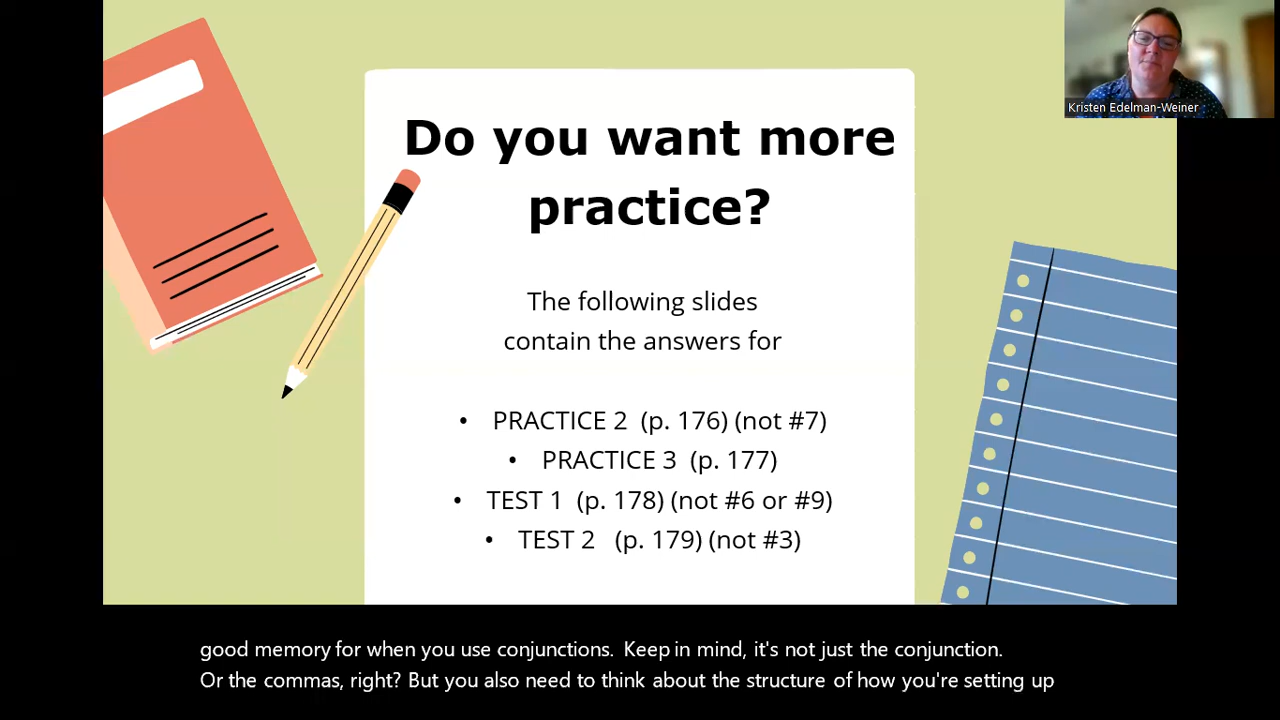 Do you want more
practice?
The following slides
contain the answers for
• PRACTICE 2 (p. 176) (not #7)
• PRACTICE 3 (p. 177)
• TEST 1 (p. 178) (not #6 or #9)
• TEST 2 (p. 179) (not #3)
Kristen Edelman-Weiner
good memory for when you use conjunctions. Keep in mind, it's not just the conjunction.
Or the commas, right? But you also need to think about the structure of how you're setting up